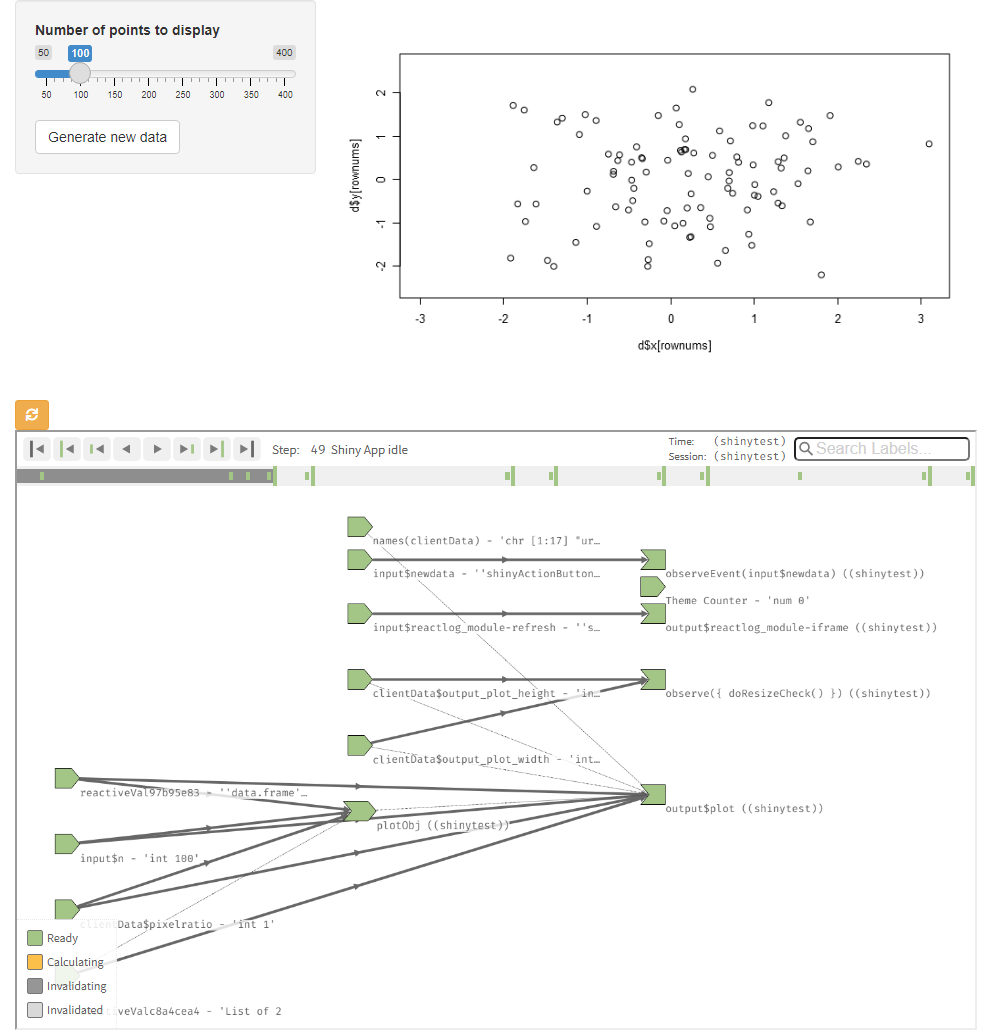 Number of points to display
50 100 400
50 100 150 200 250 300 350 400
Generate new data
d$y[rownums]
2
1
0
-1
-2
-3 -2 -1 0 1 2 3
d$x[rownums]
Step: 49 Shiny App idle
Time: (shinytest)
Session: (shinytest)
Search Labels...
names(clientData) - 'chr [1:17] "ur…
input$newdata - ''shinyActionButton…
observeEvent(input$newdata) ((shinytest))
Theme Counter - 'num 0'
input$reactlog_module-refresh - ''s…
output$reactlog_module-iframe ((shinytest))
clientData$output_plot_height - 'in…
observe({ doResizeCheck() }) ((shinytest))
clientData$output_plot_width - 'int…
reactiveVal97b95e83 - ''data.frame'…
output$plot ((shinytest))
plotObj ((shinytest))
input$n - 'int 100'
clientData$pixelratio - 'int 1'
Ready
Calculating
Invalidating
Invalidated
iveValc8a4cea4 - 'List of 2